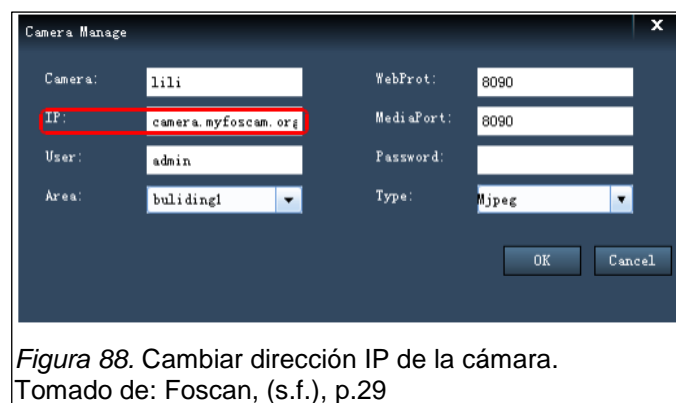 Camera Manage x
Camera: lili WebProt: 8090
IP: camera.myfoscam.org MediaPort: 8090
User: admin Password:
Area: buliding1 Type: Mjpeg
OK Cancel
Figura 88. Cambiar dirección IP de la cámara.
Tomado de: Foscan, (s.f.), p.29